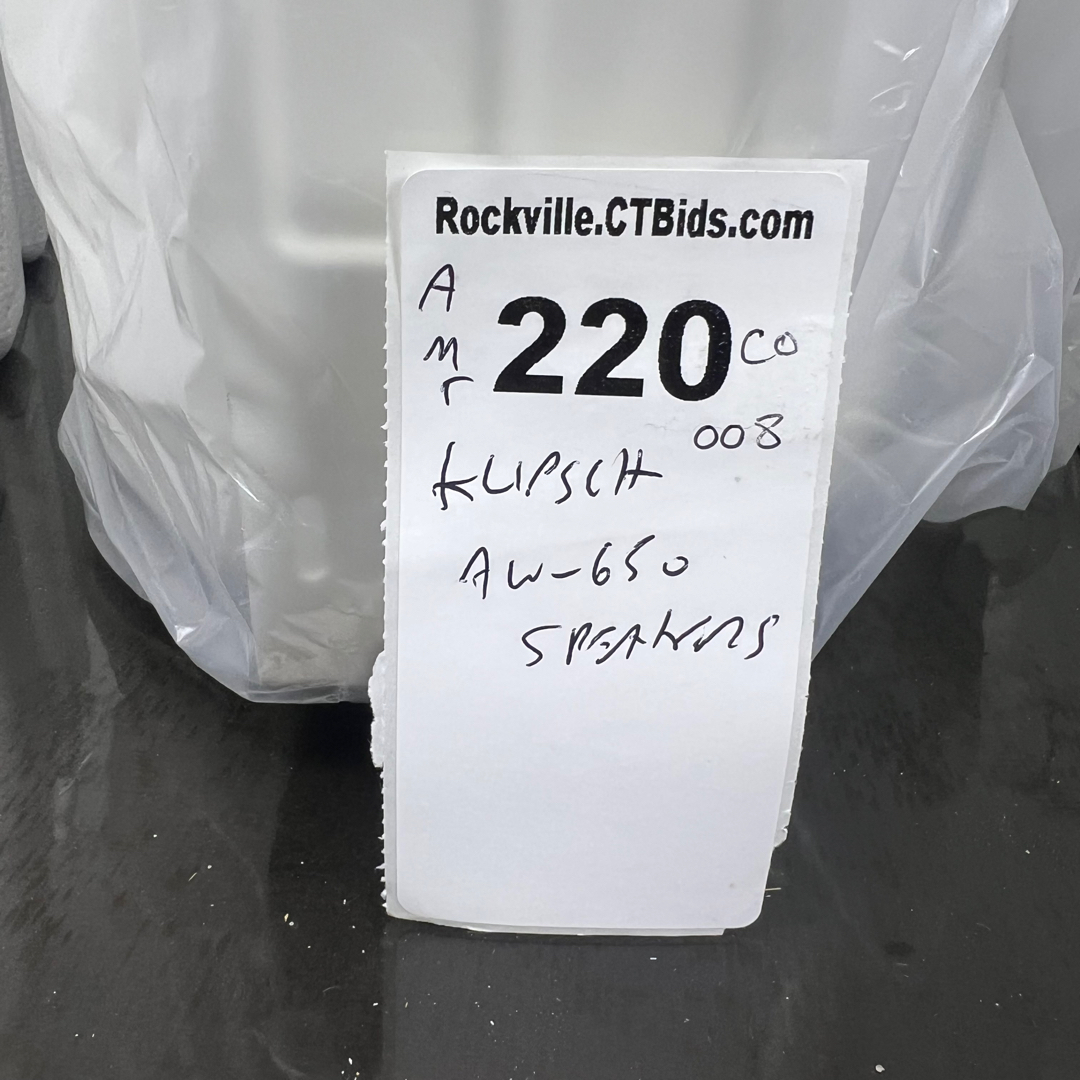 Rockville.CTBids.com
A
M
r
220
CO
008
KLIPSCH
AW-650
SPEAKERS